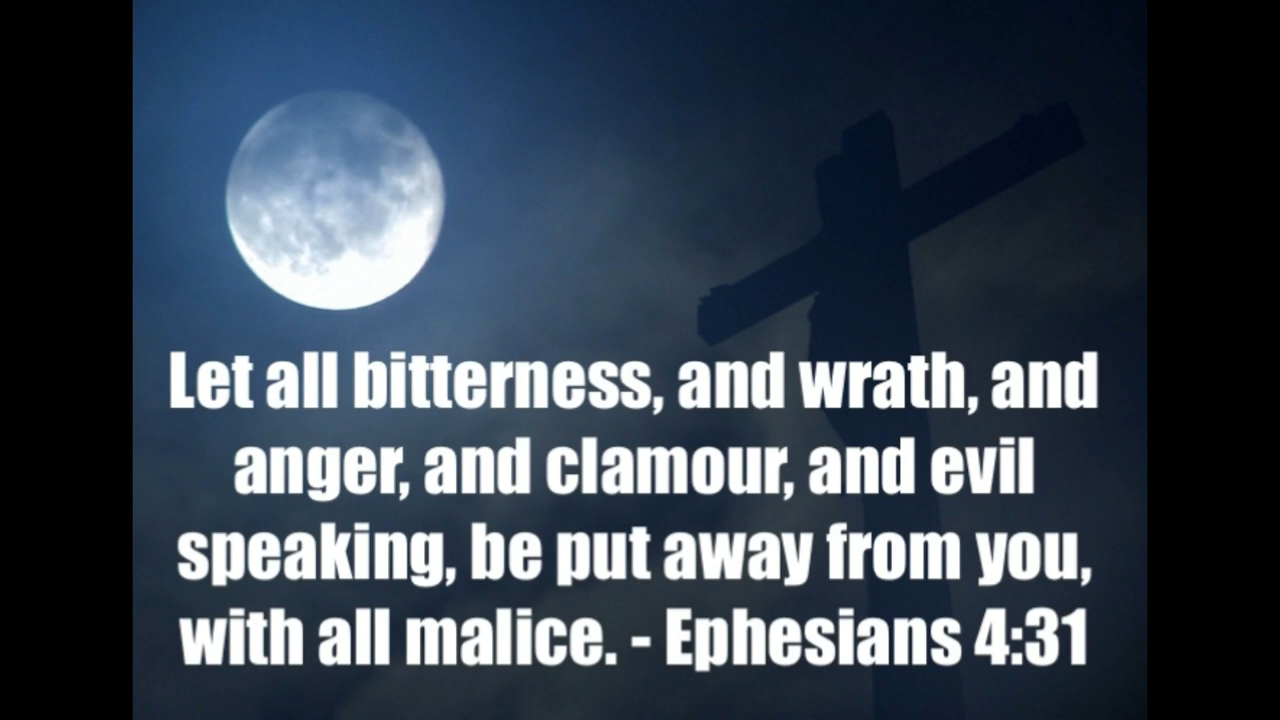 Let all bitterness, and wrath, and
anger, and clamour, and evil
speaking, be put away from you,
with all malice. - Ephesians 4:31